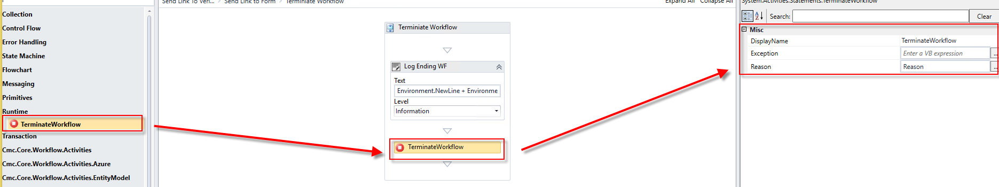 Send Link To Veri... Send Link to Form Terminiate Workflow
Expand All Collapse All
System.Activities.Statements.TerminateWorkflow
Collection
Control Flow
Error Handling
State Machine
Flowchart
Messaging
Primitives
Runtime
TerminateWorkflow
Transaction
Cmc.Core.Workflow.Activities
Cmc.Core.Workflow.Activities.Azure
Cmc.Core.Workflow.Activities.EntityModel
Terminiate Workflow
Log Ending WF
Text
Environment.NewLine + Environme
Level
Information
TerminateWorkflow
A Z Search: Clear
Misc
DisplayName TerminateWorkflow
Exception Enter a VB expression ...
Reason Reason ...